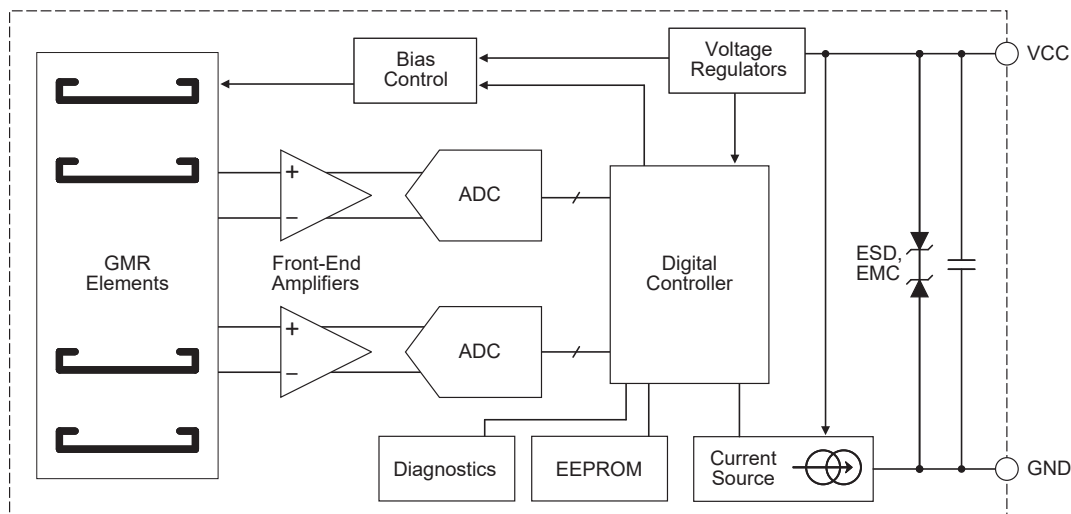 Bias
Control
Voltage
Regulators
VCC
+
−
ADC
GMR
Elements
Front-End
Amplifiers
Digital
Controller
ESD,
EMC
+
−
ADC
Diagnostics
EEPROM
Current
Source
GND